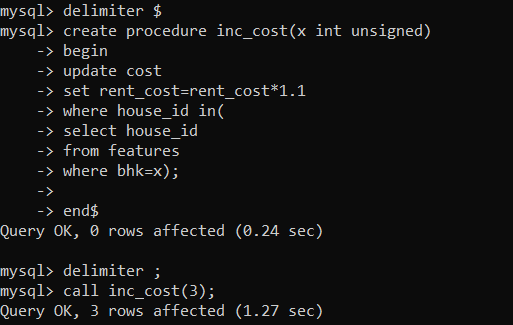 mysql> delimiter $
mysql> create procedure inc_cost(x int unsigned)
    -> begin
    -> update cost
    -> set rent_cost=rent_cost*1.1
    -> where house_id in(
    -> select house_id
    -> from features
    -> where bhk=x);
    ->
    -> end$
Query OK, 0 rows affected (0.24 sec)

mysql> delimiter ;
mysql> call inc_cost(3);
Query OK, 3 rows affected (1.27 sec)